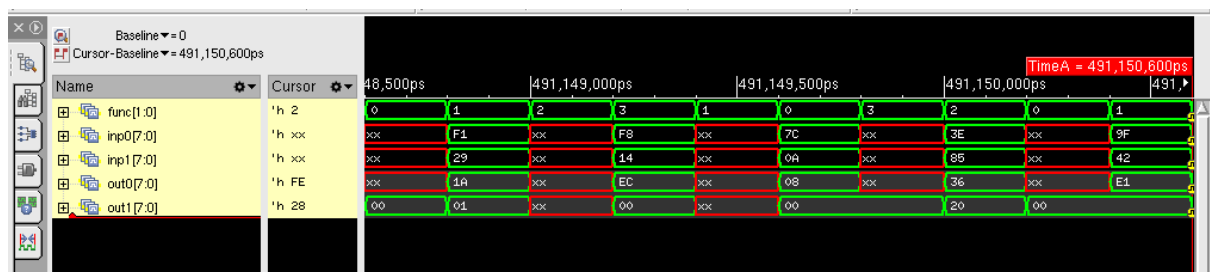 Baseline▼=0
Cursor-Baseline▼=491,150,600ps
TimeA = 491,150,600ps
Name Cursor 48,500ps 491,149,000ps 491,149,500ps 491,150,000ps 491,
func[1:0] 'h 2 0 1 2 3 1 0 3 2 0 1
inp0[7:0] 'h xx xx F1 xx F8 xx 7C xx 3E xx 9F
inp1[7:0] 'h xx xx 29 xx 14 xx 0A xx 85 xx 42
out0[7:0] 'h FE xx 1A xx EC xx 08 xx 36 xx E1
out1[7:0] 'h 28 00 01 xx 00 xx 00 20 00